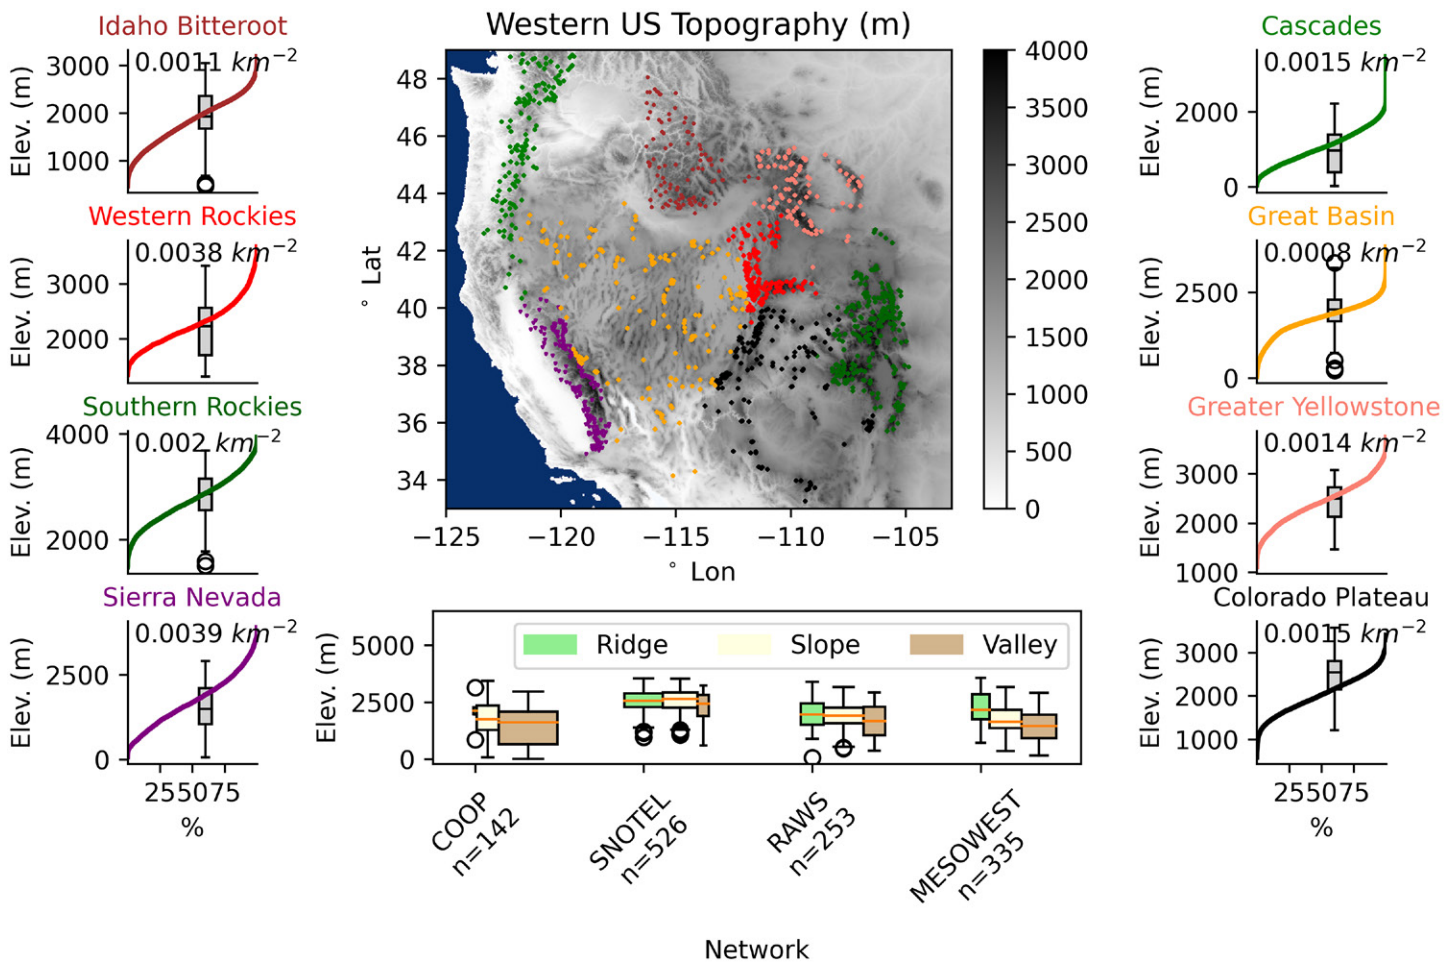 Idaho Bitteroot
0.0011 km−2
Elev. (m)
3000
2000
1000
Western Rockies
0.0038 km−2
Elev. (m)
3000
2000
Southern Rockies
0.002 km−2
Elev. (m)
4000
2000
Sierra Nevada
0.0039 km−2
Elev. (m)
2500
0
255075
%
Western US Topography (m)
° Lat
48
46
44
42
40
38
36
34
−125 −120 −115 −110 −105
° Lon
4000
3500
3000
2500
2000
1500
1000
500
0
Elev. (m)
5000
2500
0
Ridge Slope Valley
COOP
n=142
SNOTEL
n=526
RAWS
n=253
MESOWEST
n=335
Network
Cascades
0.0015 km−2
Elev. (m)
2000
0
Great Basin
0.0008 km−2
Elev. (m)
2500
0
Greater Yellowstone
0.0014 km−2
Elev. (m)
3000
2000
1000
Colorado Plateau
0.0015 km−2
Elev. (m)
3000
2000
1000
255075
%